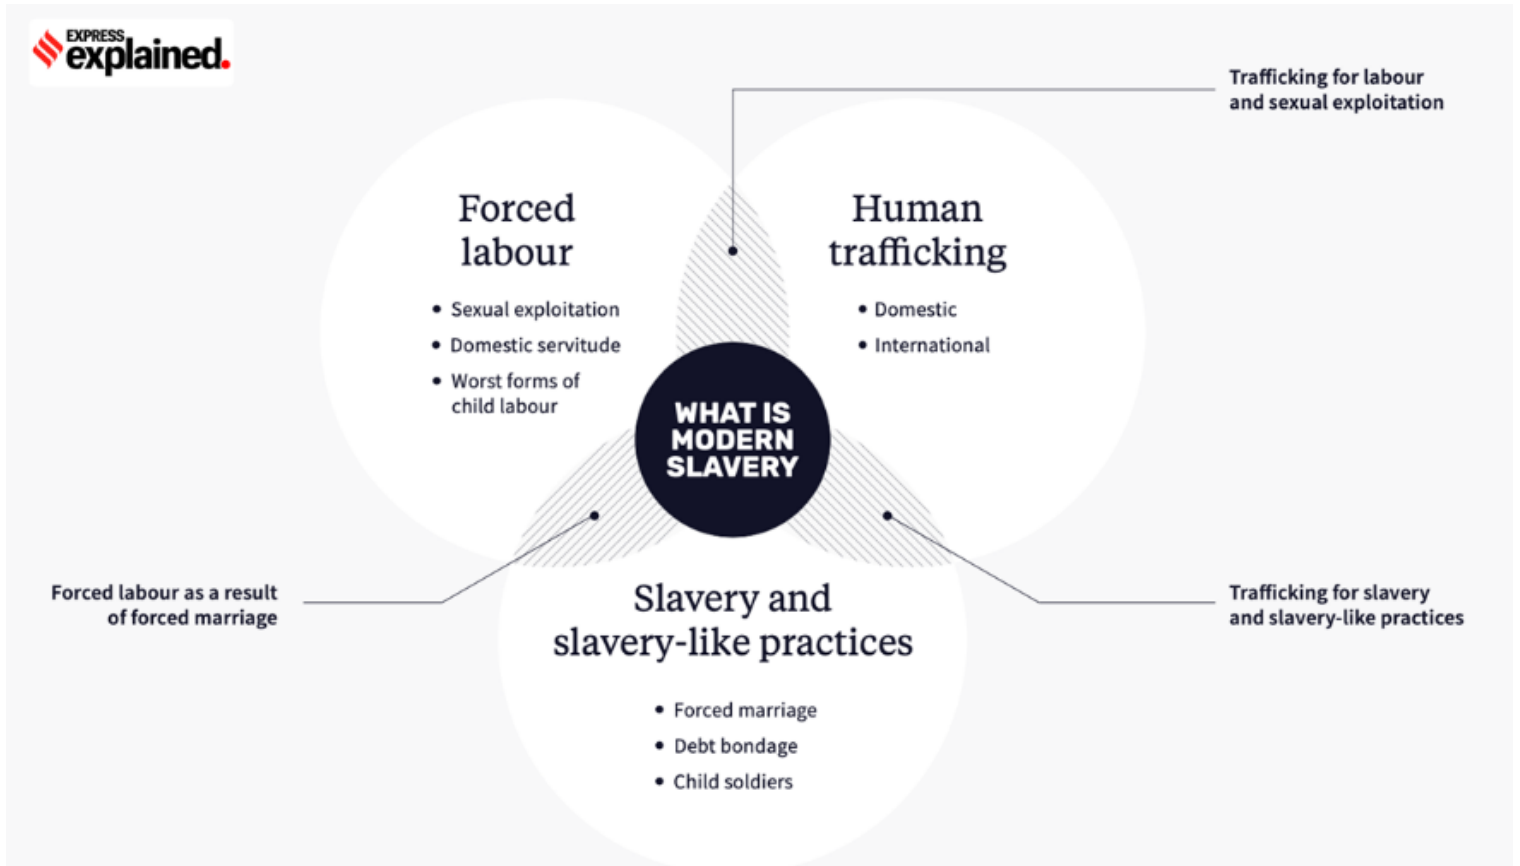 EXPRESS
explained.
Trafficking for labour
and sexual exploitation
Forced
labour
• Sexual exploitation
• Domestic servitude
• Worst forms of
child labour
Human
trafficking
• Domestic
• International
WHAT IS
MODERN
SLAVERY
Forced labour as a result
of forced marriage
Trafficking for slavery
and slavery-like practices
Slavery and
slavery-like practices
• Forced marriage
• Debt bondage
• Child soldiers